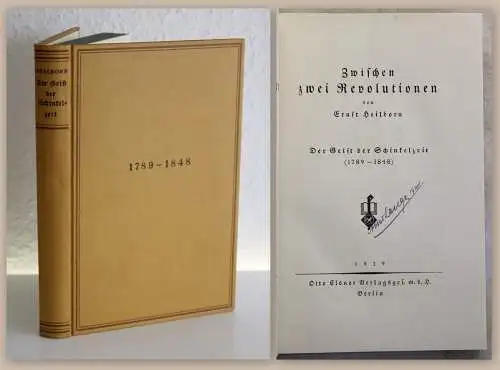 HEILBORN
Der Geist
der
Schinkel-
zeit
1789-1848
Zwischen
zwei Revolutionen
von
Ernst Heilborn
Der Geist der Schinkelzeit
(1789-1848)
1929
Otto Elsner Verlagsges. m. b. H.
Berlin